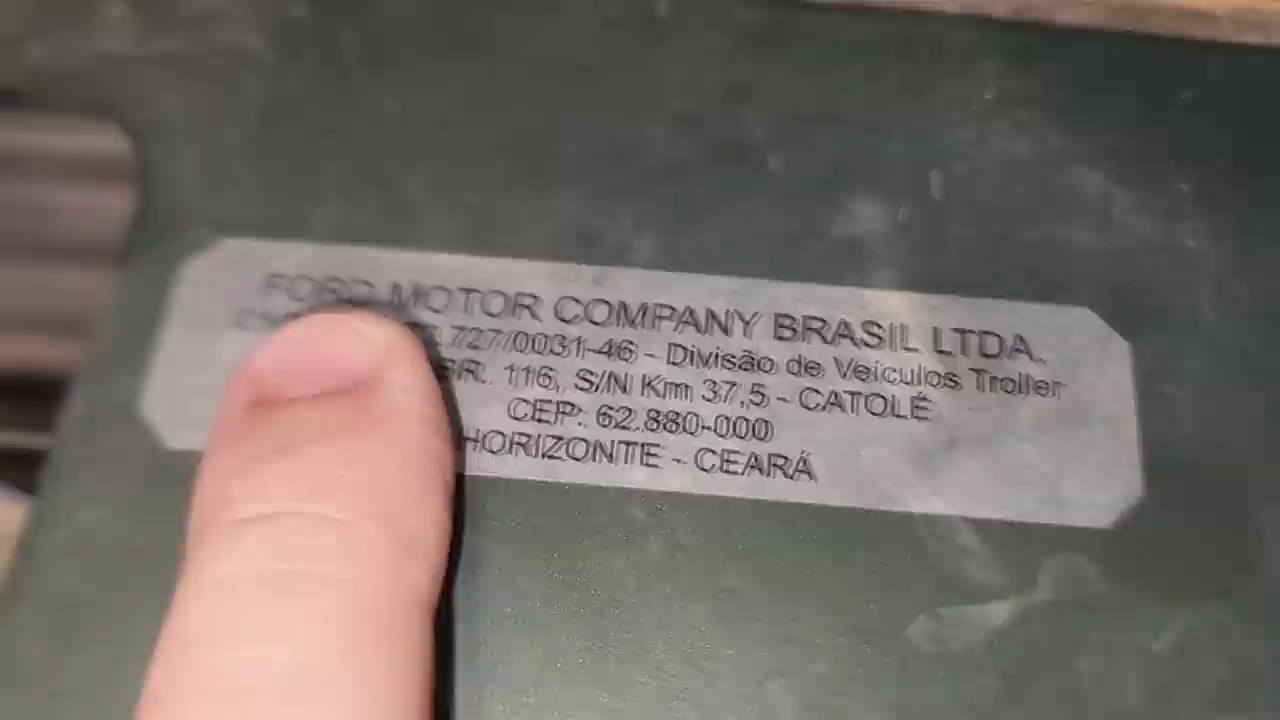 FORD MOTOR COMPANY BRASIL LTDA.
727/0031-46 - Divisão de Veículos Troller
BR. 116, S/N Km 37,5 - CATOLÉ
CEP: 62.880-000
HORIZONTE - CEARÁ